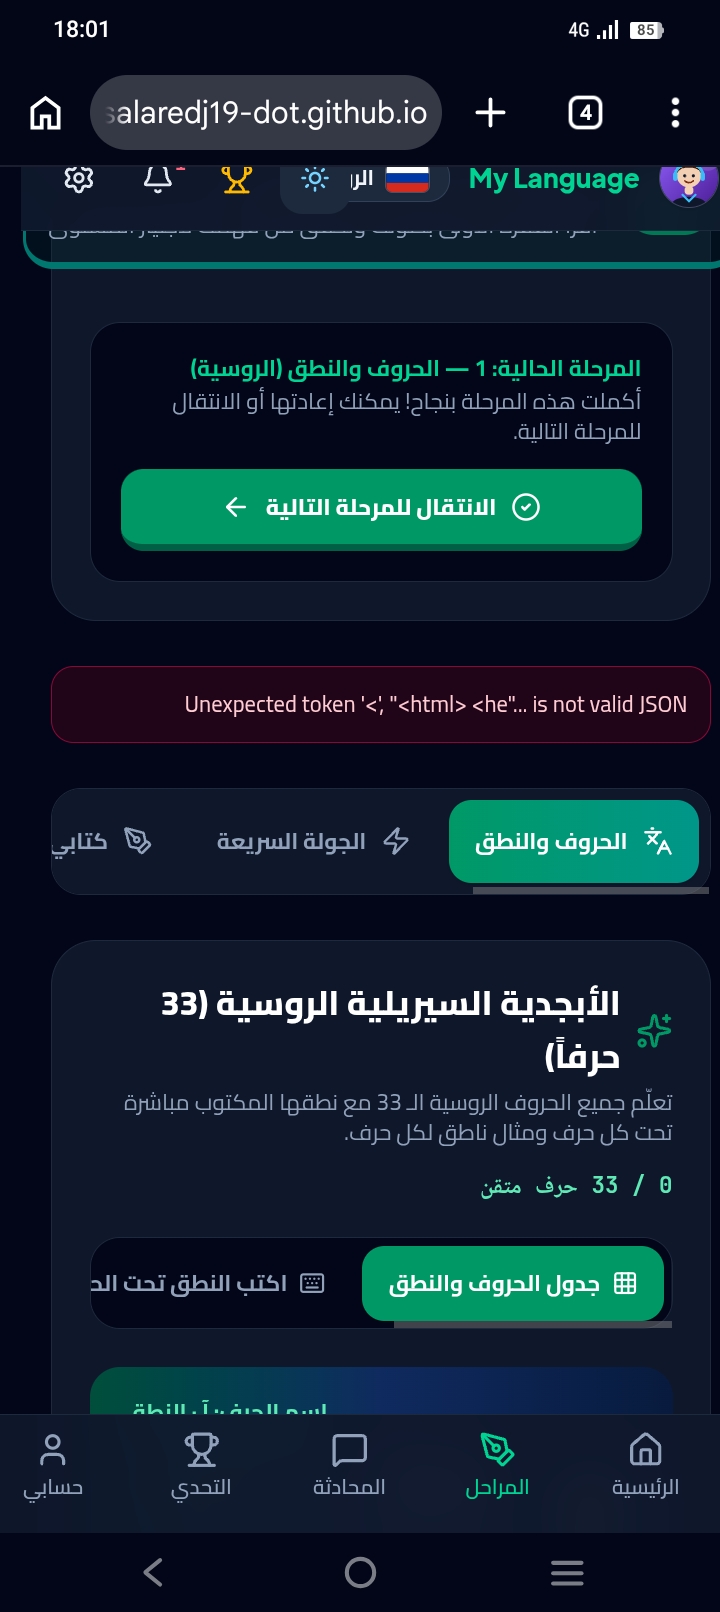 18:01
4G
85
salaredj19-dot.github.io
4
My Language
المرحلة الحالية: 1 — الحروف والنطق (الروسية)
أكملت هذه المرحلة بنجاح! يمكنك إعادتها أو الانتقال
للمرحلة التالية.
الانتقال للمرحلة التالية
Unexpected token '<', "<html> <he"... is not valid JSON
الحروف والنطق
الجولة السريعة
كتابي
الأبجدية السيريلية الروسية (33
حرفاً)
تعلّم جميع الحروف الروسية الـ 33 مع نطقها المكتوب مباشرة
تحت كل حرف ومثال ناطق لكل حرف.
0 / 33 حرف متقن
جدول الحروف والنطق
اكتب النطق تحت
الرئيسية
المراحل
المحادثة
التحدي
حسابي